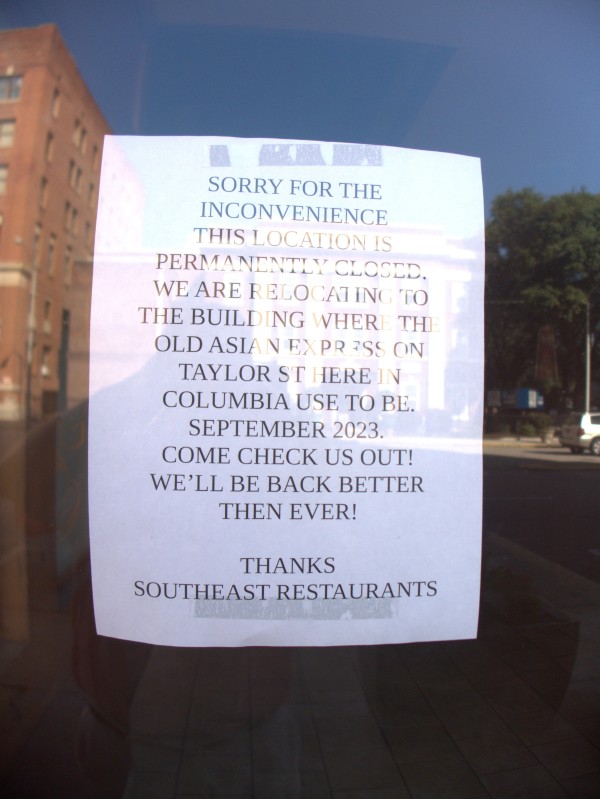 SORRY FOR THE
INCONVENIENCE
THIS LOCATION IS
PERMANENTLY CLOSED.
WE ARE RELOCATING TO
THE BUILDING WHERE THE
OLD ASIAN EXPRESS ON
TAYLOR ST HERE IN
COLUMBIA USE TO BE.
SEPTEMBER 2023.
COME CHECK US OUT!
WE'LL BE BACK BETTER
THEN EVER!
THANKS
SOUTHEAST RESTAURANTS